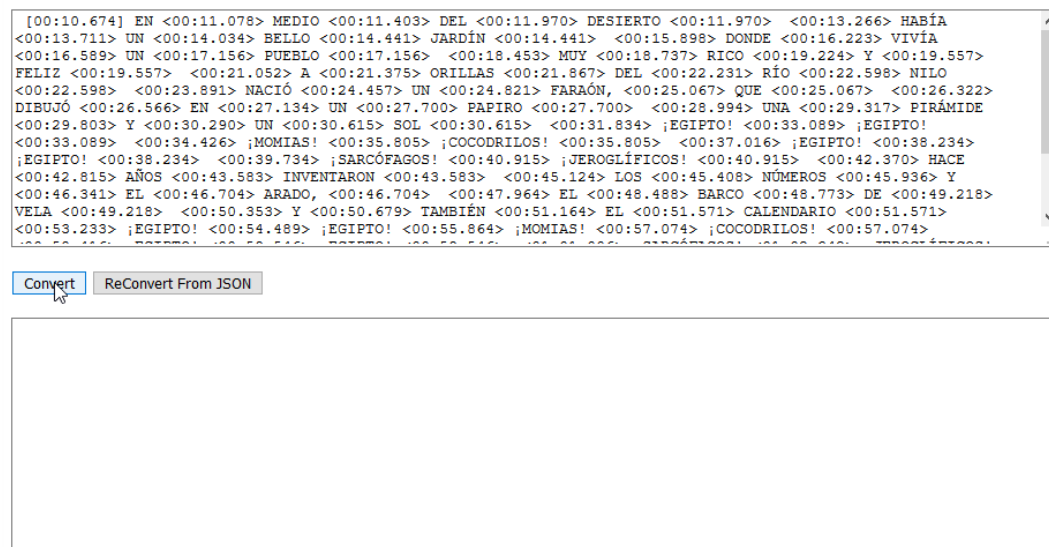 [00:10.674] EN <00:11.078> MEDIO <00:11.403> DEL <00:11.970> DESIERTO <00:11.970> <00:13.266> HABÍA
<00:13.711> UN <00:14.034> BELLO <00:14.441> JARDÍN <00:14.441> <00:15.898> DONDE <00:16.223> VIVÍA
<00:16.589> UN <00:17.156> PUEBLO <00:17.156> <00:18.453> MUY <00:18.737> RICO <00:19.224> Y <00:19.557>
FELIZ <00:19.557> <00:21.052> A <00:21.375> ORILLAS <00:21.867> DEL <00:22.231> RÍO <00:22.598> NILO
<00:22.598> <00:23.891> NACIÓ <00:24.457> UN <00:24.821> FARAÓN, <00:25.067> QUE <00:25.067> <00:26.322>
DIBUJÓ <00:26.566> EN <00:27.134> UN <00:27.700> PAPIRO <00:27.700> <00:28.994> UNA <00:29.317> PIRÁMIDE
<00:29.803> Y <00:30.290> UN <00:30.615> SOL <00:30.615> <00:31.834> ¡EGIPTO! <00:33.089> ¡EGIPTO!
<00:33.089> <00:34.426> ¡MOMIAS! <00:35.805> ¡COCODRILOS! <00:35.805> <00:37.016> ¡EGIPTO! <00:38.234>
¡EGIPTO! <00:38.234> <00:39.734> ¡SARCÓFAGOS! <00:40.915> ¡JEROGLÍFICOS! <00:40.915> <00:42.370> HACE
<00:42.815> AÑOS <00:43.583> INVENTARON <00:43.583> <00:45.124> LOS <00:45.408> NÚMEROS <00:45.936> Y
<00:46.341> EL <00:46.704> ARADO, <00:46.704> <00:47.964> EL <00:48.488> BARCO <00:48.773> DE <00:49.218>
VELA <00:49.218> <00:50.353> Y <00:50.679> TAMBIÉN <00:51.164> EL <00:51.571> CALENDARIO <00:51.571>
<00:53.233> ¡EGIPTO! <00:54.489> ¡EGIPTO! <00:55.864> ¡MOMIAS! <00:57.074> ¡COCODRILOS! <00:57.074>
Convert ReConvert From JSON